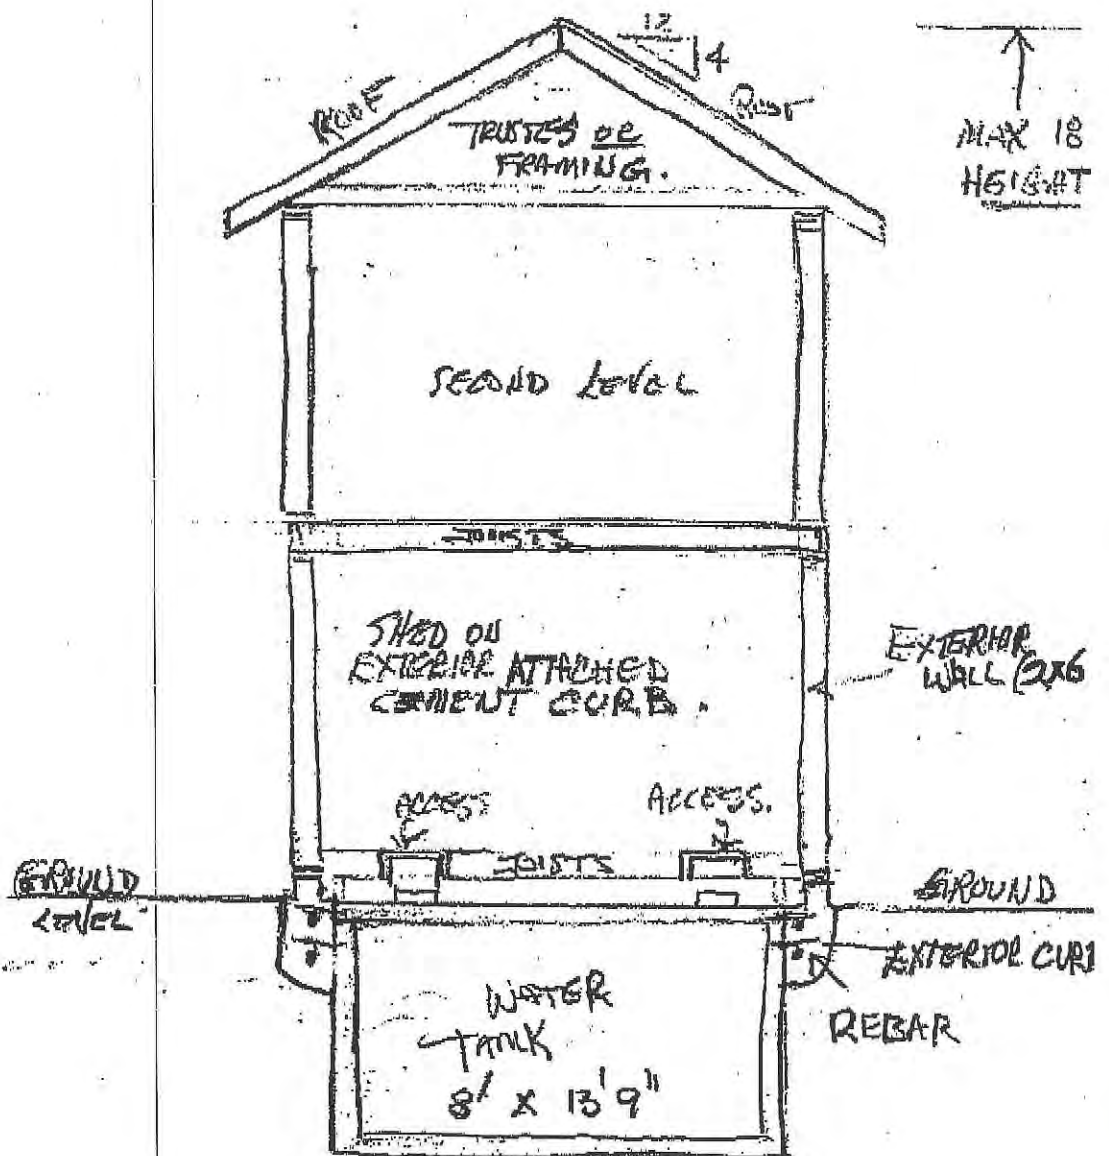 12
4
ROOF
ROOF
TRUSTES OR
FRAMING.
MAX 18
HEIGHT
SECOND LEVEL
JOISTS
SHED ON
EXTERIOR ATTACHED
CEMENT CURB.
EXTERIOR
WALL (2X6
ACCESS
ACCESS.
JOISTS
GROUND
LEVEL
GROUND
EXTERIOR CURB
REBAR
WATER
TANK
8' X 13'9"